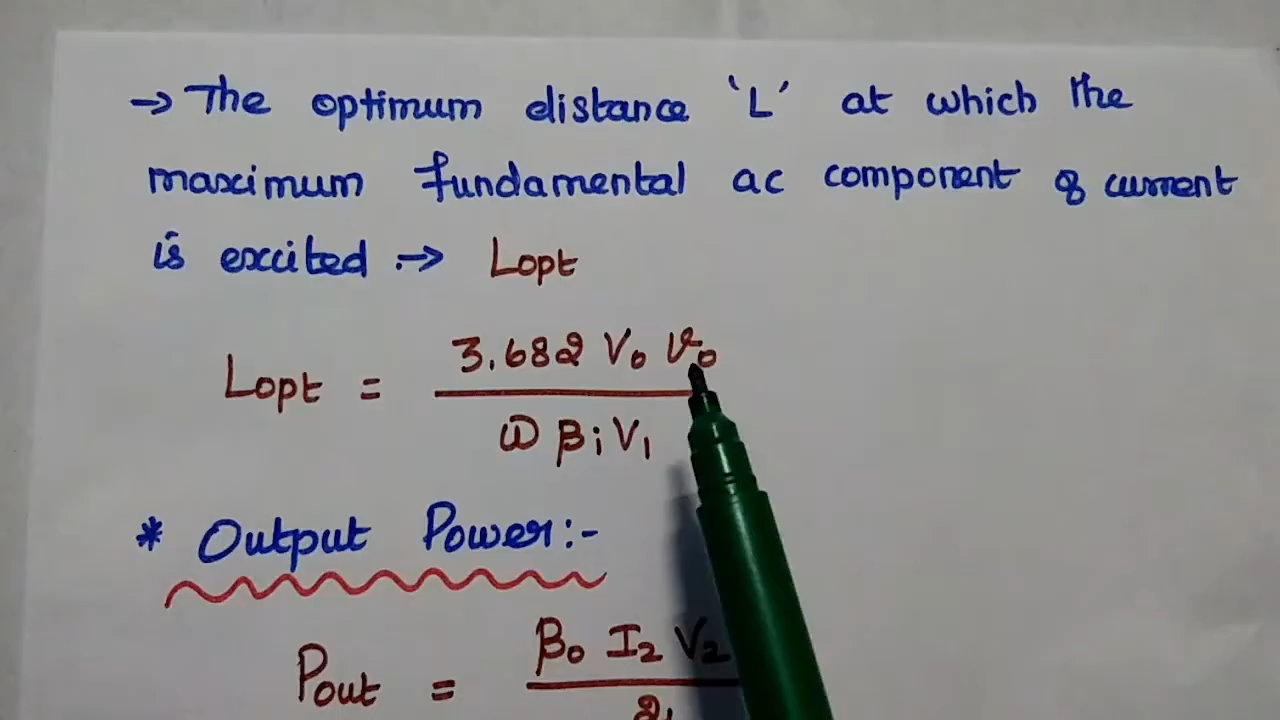 → The optimum distance 'L' at which the
maximum fundamental ac component of current
is excited :→ Lopt
Lopt = 3.682 V₀ v₀ / ω βi V₁
* Output Power:-
Pout = β₀ I₂ V₂ / 2